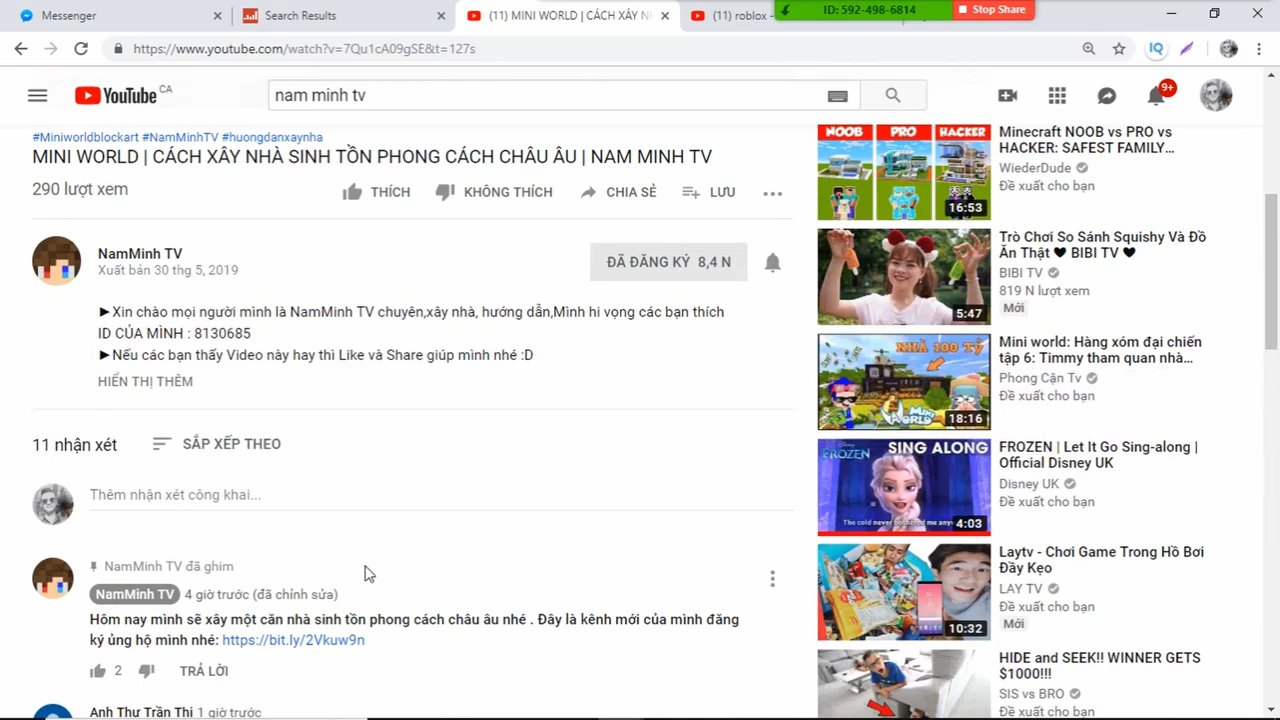 Messenger
Search Results
(11) MINI WORLD | CÁCH XÂY NH
(11) roblox -
ID: 592-498-6814
Stop Share
https://www.youtube.com/watch?v=7Qu1cA09gSE&t=127s
IQ
YouTube CA
nam minh tv
9+
#Miniworldblockart #NamMinhTV #huongdanxaynha
MINI WORLD | CÁCH XÂY NHÀ SINH TỒN PHONG CÁCH CHÂU ÂU | NAM MINH TV
290 lượt xem
THÍCH
KHÔNG THÍCH
CHIA SẺ
LƯU
NamMinh TV
Xuất bản 30 thg 5, 2019
ĐÃ ĐĂNG KÝ 8,4 N
►Xin chào mọi người mình là NamMinh TV chuyên,xây nhà, hướng dẫn,Mình hi vọng các bạn thích
ID CỦA MÌNH : 8130685
►Nếu các bạn thấy Video này hay thì Like và Share giúp mình nhé :D
HIỂN THỊ THÊM
11 nhận xét
SẮP XẾP THEO
Thêm nhận xét công khai...
NamMinh TV đã ghim
NamMinh TV 4 giờ trước (đã chỉnh sửa)
Hôm nay mình sẽ xây một căn nhà sinh tồn phong cách châu âu nhé . Đây là kênh mới của mình đăng
ký ủng hộ mình nhé: https://bit.ly/2Vkuw9n
2
TRẢ LỜI
Anh Thư Trần Thị 1 giờ trước
NOOB PRO HACKER
16:53
Minecraft NOOB vs PRO vs
HACKER: SAFEST FAMILY...
WiederDude
Đề xuất cho bạn
5:47
Trò Chơi So Sánh Squishy Và Đồ
Ăn Thật ♥ BIBI TV ♥
BIBI TV
819 N lượt xem
Mới
NHÀ 100 TỶ
MINI WORLD
18:16
Mini world: Hàng xóm đại chiến
tập 6: Timmy tham quan nhà...
Phong Cận Tv
Đề xuất cho bạn
FROZEN
SING ALONG
The cold never bothered me any
4:03
FROZEN | Let It Go Sing-along |
Official Disney UK
Disney UK
Đề xuất cho bạn
10:32
Laytv - Chơi Game Trong Hồ Bơi
Đầy Kẹo
LAY TV
Đề xuất cho bạn
Mới
HIDE and SEEK!! WINNER GETS
$1000!!!
SIS vs BRO
Đề xuất cho bạn